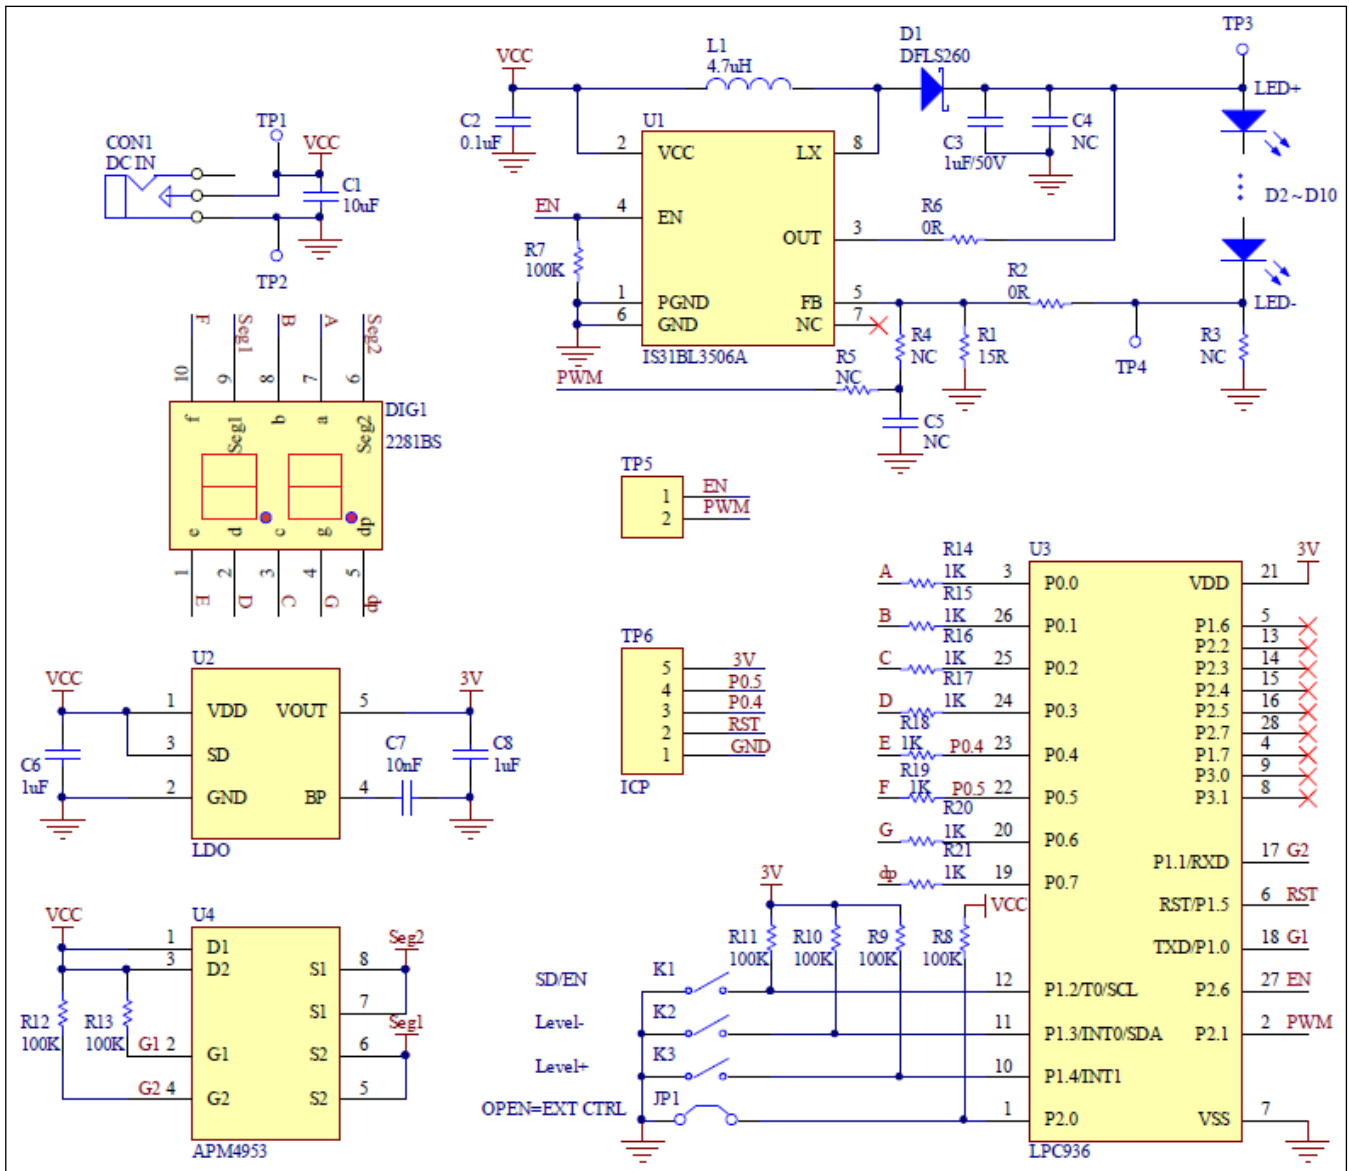 TP3
D1
DFLS260
L1
4.7uH
VCC
LED+
C2
0.1uF
U1
2 VCC
LX 8
C3
1uF/50V
C4
NC
D2~D10
TP1
CON1
DC IN
VCC
C1
10uF
TP2
EN
4 EN
R7
100K
R6
0R
OUT 3
R2
0R
1 PGND
6 GND
FB 5
NC 7
LED-
IS31BL3506A
R4
NC
R1
15R
R3
NC
TP4
R5
NC
PWM
C5
NC
F Seg1 B A Seg2
10 9 8 7 6
f Seg1 b a Seg2
DIG1
2281BS
e d c g dp
1 2 3 4 5
E D C G dp
TP5
1 EN
2 PWM
TP6
5 3V
4 P0.5
3 P0.4
2 RST
1 GND
ICP
U2
VCC
1 VDD
VOUT 5
3V
3 SD
C6
1uF
C7
10nF
C8
1uF
2 GND
BP 4
LDO
U4
VCC
1 D1
3 D2
S1 8
Seg2
S1 7
Seg1
R12
100K
R13
100K
G1 2 G1
S2 6
G2 4 G2
S2 5
APM4953
U3
3V
R14
A 1K 3 P0.0
R15
B 1K 26 P0.1
R16
C 1K 25 P0.2
R17
D 1K 24 P0.3
R18
E 1K P0.4 23 P0.4
R19
F 1K P0.5 22 P0.5
R20
G 1K 20 P0.6
R21
dp 1K 19 P0.7
VDD 21
P1.6 5
P2.2 13
P2.3 14
P2.4 15
P2.5 16
P2.7 28
P1.7 4
P3.0 9
P3.1 8
P1.1/RXD 17 G2
RST/P1.5 6 RST
TXD/P1.0 18 G1
P2.6 27 EN
P2.1 2 PWM
VSS 7
3V
VCC
R11
100K
R10
100K
R9
100K
R8
100K
SD/EN K1 12 P1.2/T0/SCL
Level- K2 11 P1.3/INT0/SDA
Level+ K3 10 P1.4/INT1
OPEN=EXT CTRL JP1 1 P2.0
LPC936